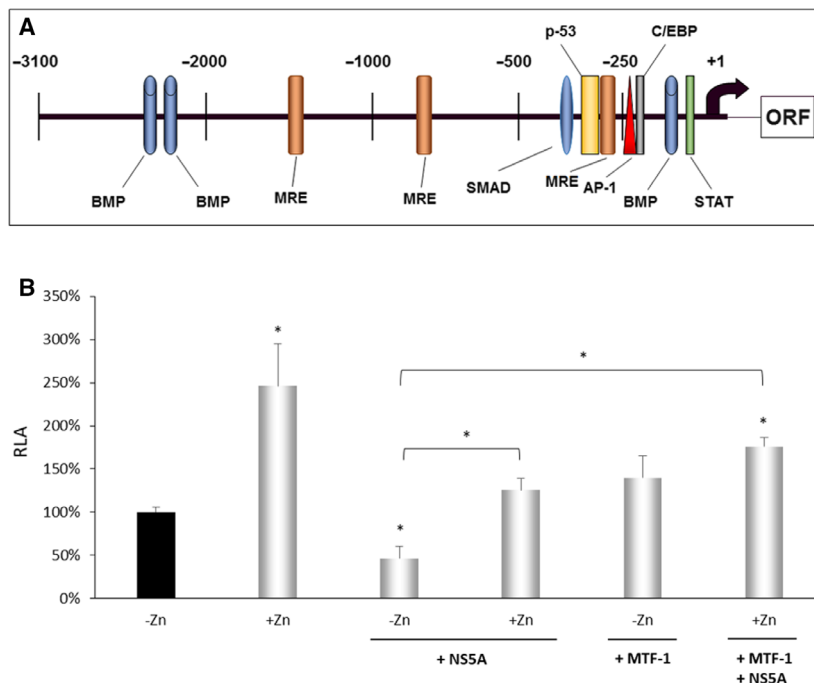 A
p-53
C/EBP
–3100
–2000
–1000
–500
–250
+1
ORF
BMP
BMP
MRE
MRE
SMAD
MRE
AP-1
BMP
STAT
B
350%
300%
250%
200%
150%
100%
50%
0%
RLA
*
*
*
*
*
-Zn
+Zn
-Zn
+Zn
-Zn
+Zn
+ NS5A
+ MTF-1
+ MTF-1
+ NS5A